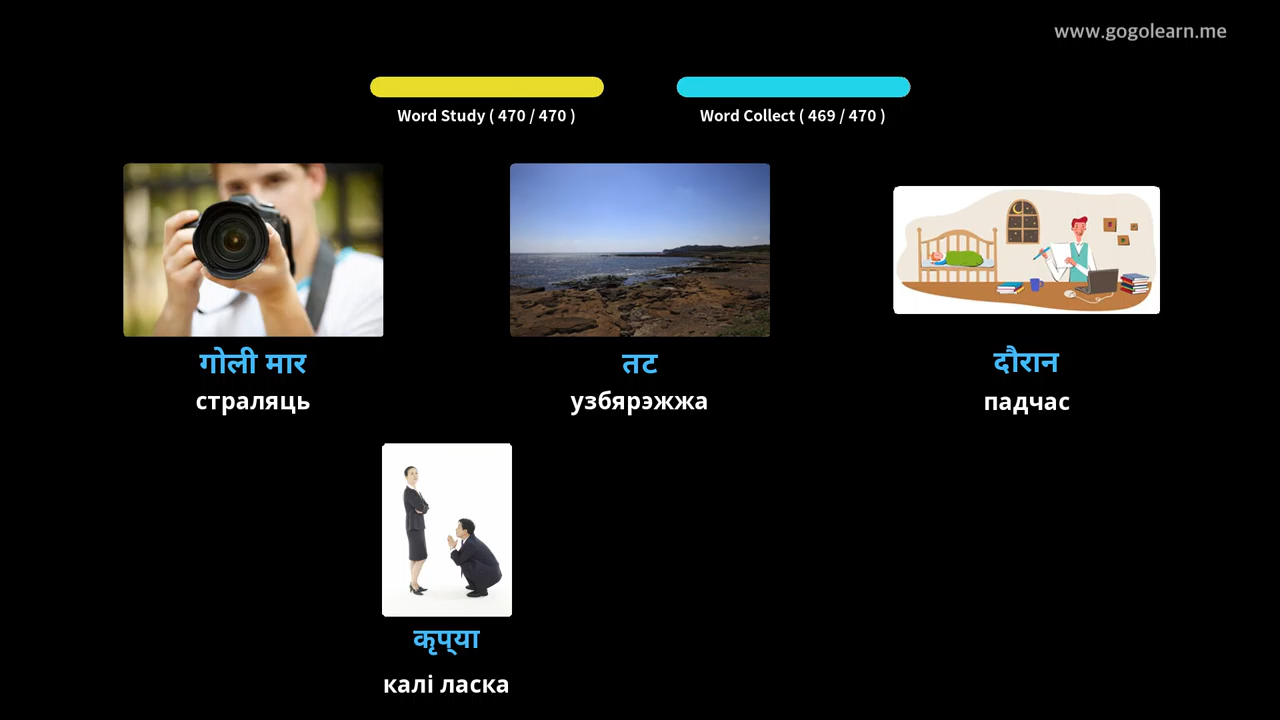 www.gogolearn.me
Word Study ( 470 / 470 )
Word Collect ( 469 / 470 )
गोली मार
तट
दौरान
страляць
узбярэжжа
падчас
कृप्या
калі ласка